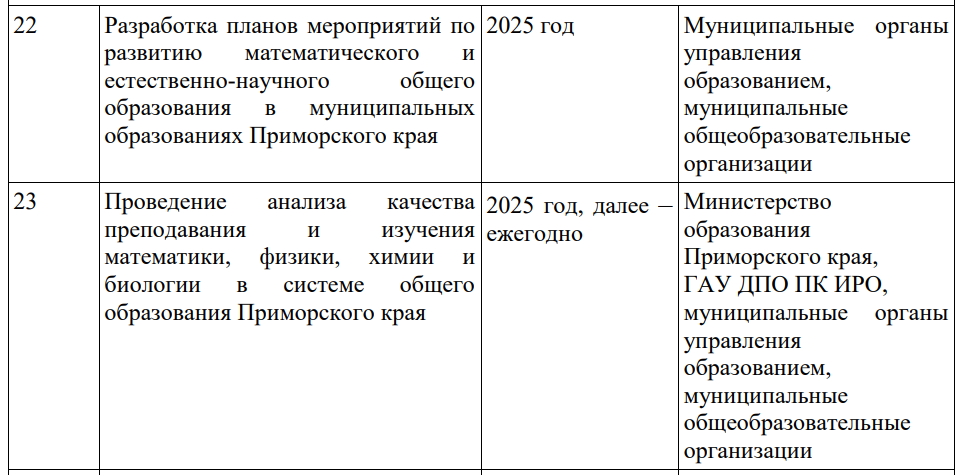 22
Разработка планов мероприятий по
развитию математического и
естественно-научного общего
образования в муниципальных
образованиях Приморского края
2025 год
Муниципальные органы
управления
образованием,
муниципальные
общеобразовательные
организации
23
Проведение анализа качества
преподавания и изучения
математики, физики, химии и
биологии в системе общего
образования Приморского края
2025 год, далее –
ежегодно
Министерство
образования
Приморского края,
ГАУ ДПО ПК ИРО,
муниципальные органы
управления
образованием,
муниципальные
общеобразовательные
организации